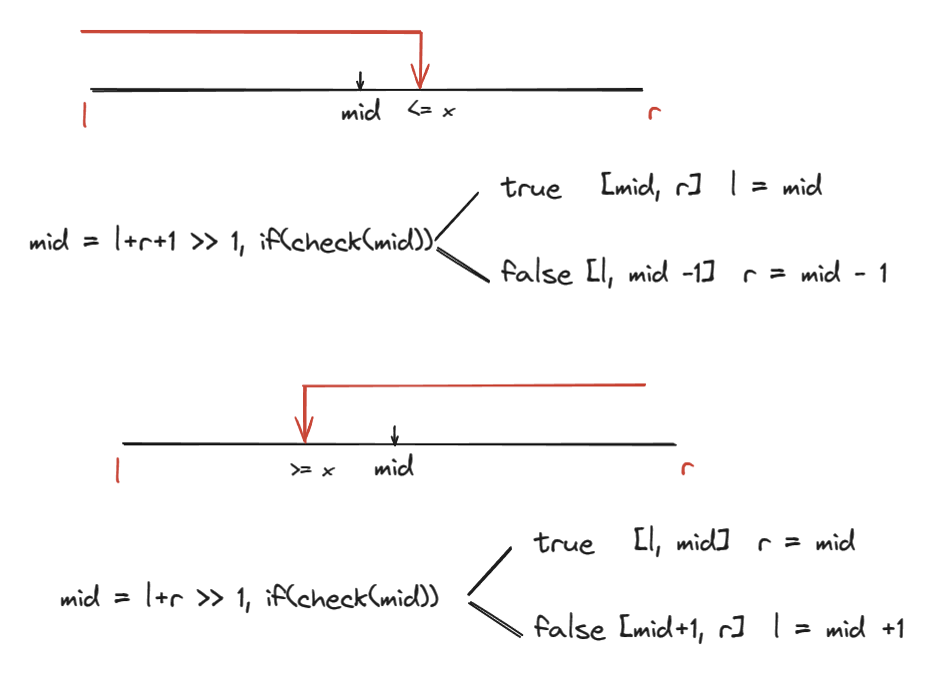 mid <= x
l r
true [mid, r] l = mid
mid = l+r+1 >> 1, if(check(mid))
false [l, mid -1] r = mid - 1
l >= x mid r
true [l, mid] r = mid
mid = l+r >> 1, if(check(mid))
false [mid+1, r] l = mid +1